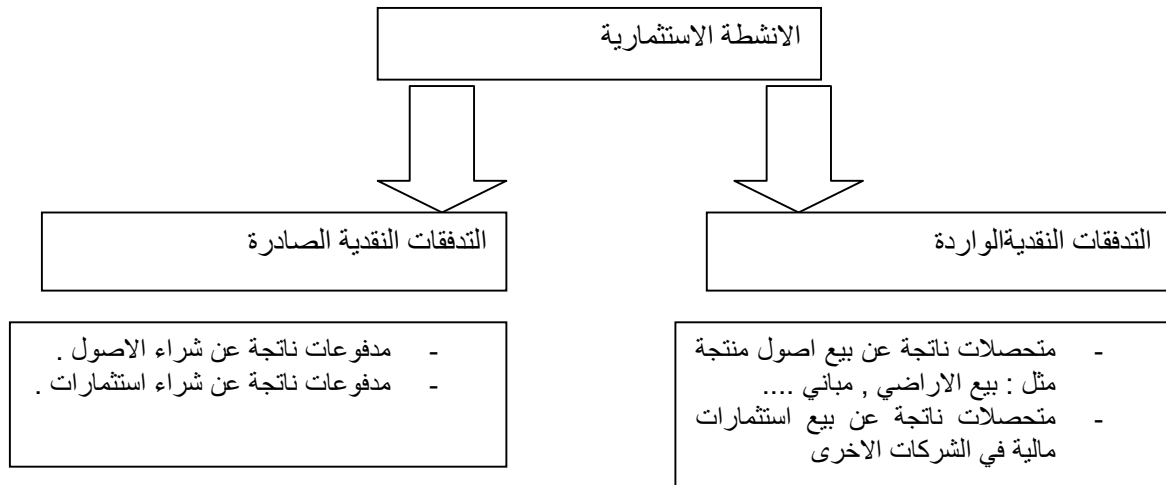 الانشطة الاستثمارية
التدفقات النقديةالواردة
التدفقات النقدية الصادرة
- متحصلات ناتجة عن بيع اصول منتجة
مثل : بيع الاراضي , مباني ....
- متحصلات ناتجة عن بيع استثمارات
مالية في الشركات الاخرى
- مدفوعات ناتجة عن شراء الاصول .
- مدفوعات ناتجة عن شراء استثمارات .